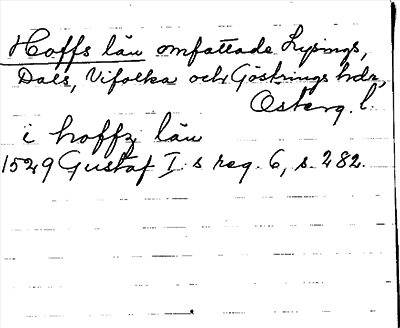 Hoffs län omfattade Lysings,
Dals, Vifolka och Göstrings hdr,
Österg. l.
i hoffz län
1529 Gustaf I:s reg. 6, s. 282.